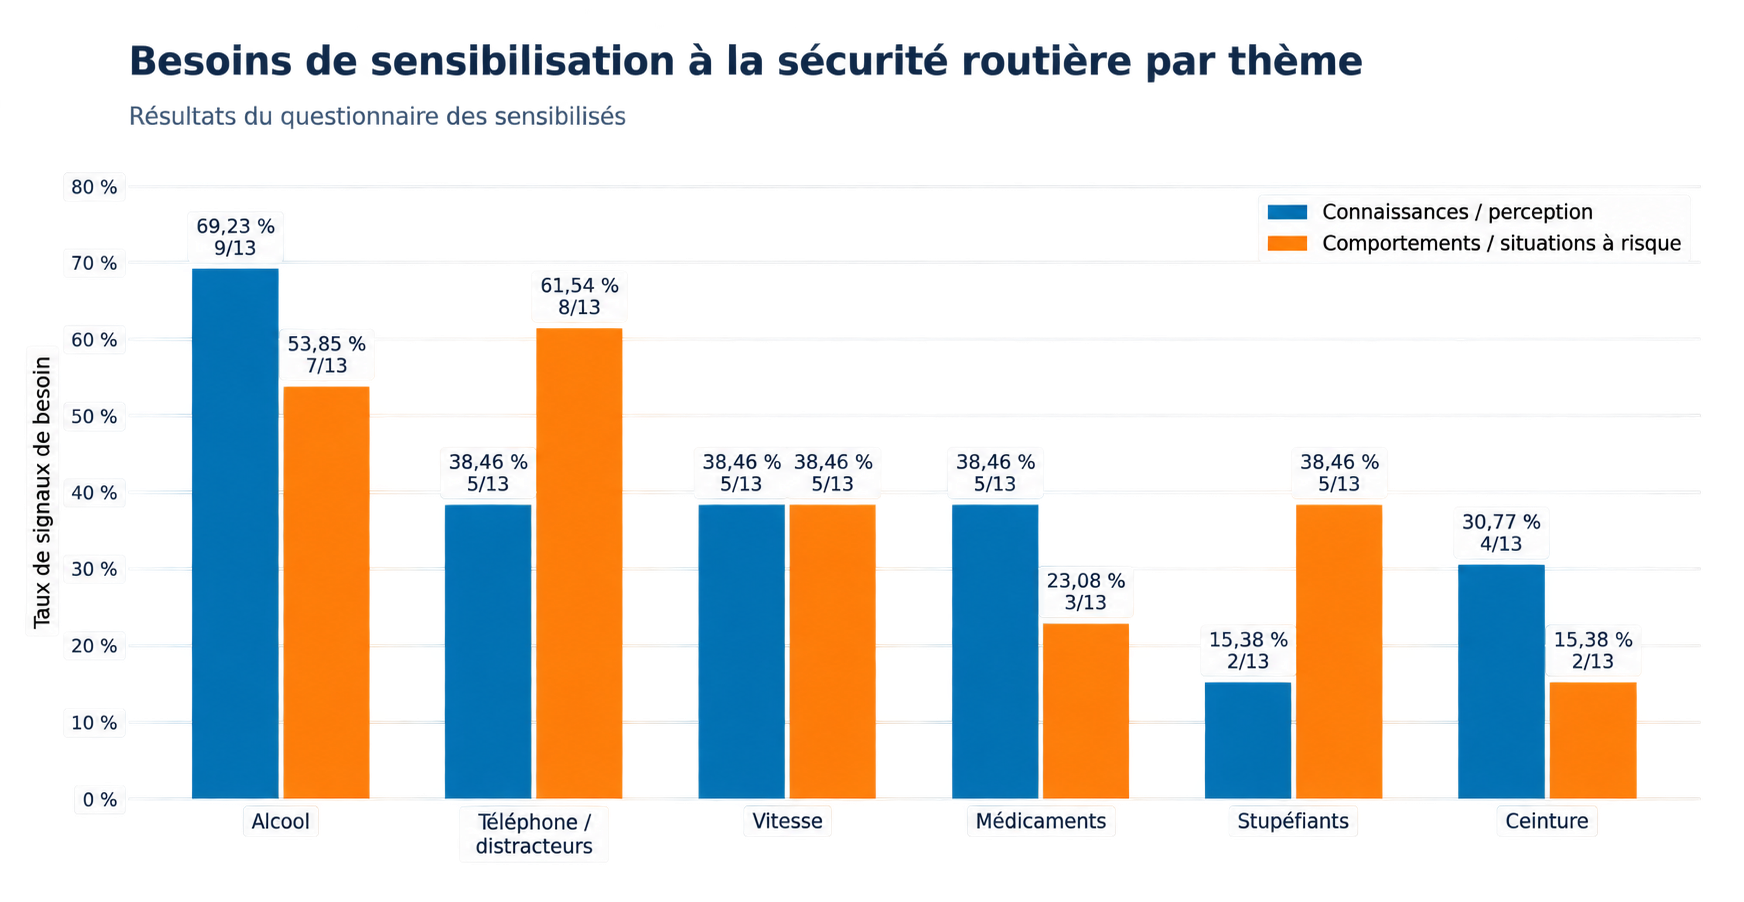 Besoins de sensibilisation à la sécurité routière par thème
Résultats du questionnaire des sensibilisés
Taux de signaux de besoin
80 %
70 %
60 %
50 %
40 %
30 %
20 %
10 %
0 %
Connaissances / perception
Comportements / situations à risque
69,23 %
9/13
53,85 %
7/13
38,46 %
5/13
61,54 %
8/13
38,46 %
5/13
38,46 %
5/13
38,46 %
5/13
23,08 %
3/13
15,38 %
2/13
38,46 %
5/13
30,77 %
4/13
15,38 %
2/13
Alcool
Téléphone /
distracteurs
Vitesse
Médicaments
Stupéfiants
Ceinture